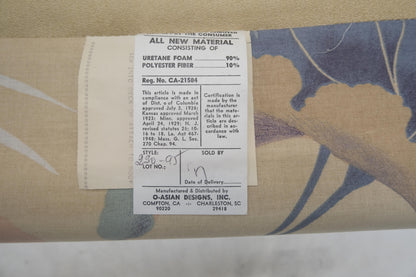 THE CONSUMER
ALL NEW MATERIAL
CONSISTING OF
URETANE FOAM 90%
POLYESTER FIBER 10%
Reg. No. CA-21504
This article is made in
compliance with an act
of Dist. of Columbia
approved July 3, 1926;
Kansas approved March
1923; Minn. approved
April 24, 1929; N. J.
revised statutes 21; 10.
16 to 18. La. Act 467-
1948; Mass. G. L. Sec.
270 Chap. 94.
Certification is
made by the
manufacturer
that the
materials in this
article are
described in
accordance with
law.
STYLE:
LOT NO.:
SOLD BY
Date of Delivery
Manufactured & Distributed by
O-ASIAN DESIGNS, INC.
COMPTON, CA CHARLESTON, SC
90220 29418